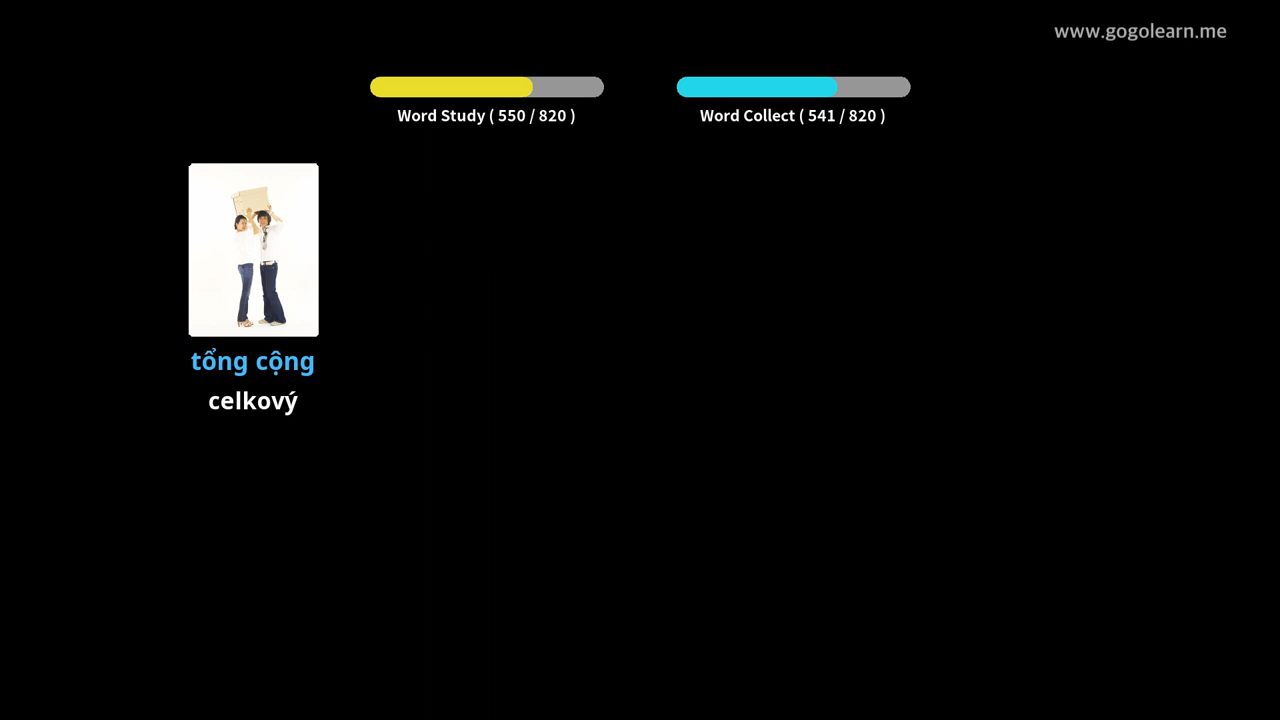 www.gogolearn.me
Word Study ( 550 / 820 )
Word Collect ( 541 / 820 )
tổng cộng
celkový